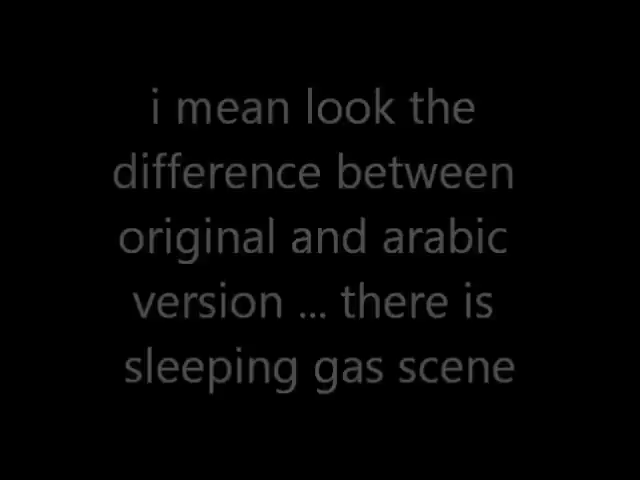 i mean look the
difference between
original and arabic
version ... there is
sleeping gas scene